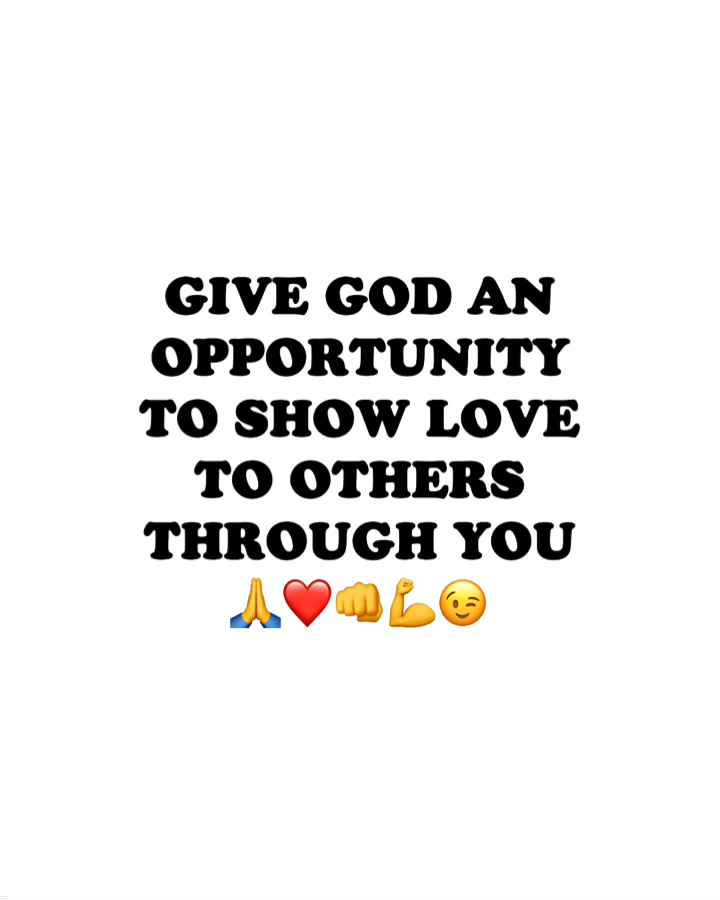 GIVE GOD AN
OPPORTUNITY
TO SHOW LOVE
TO OTHERS
THROUGH YOU
🙏❤️👊💪😉